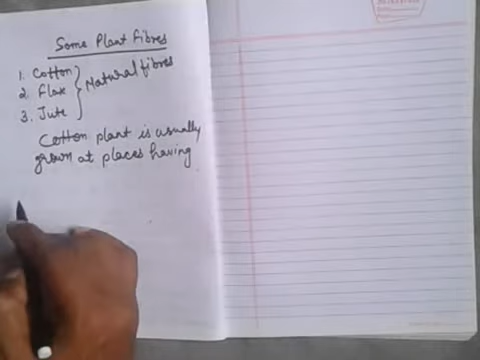 Some Plant Fibres
1. Cotton
2. Flax
3. Jute
} Natural fibres
Cotton plant is usually
grown at places having